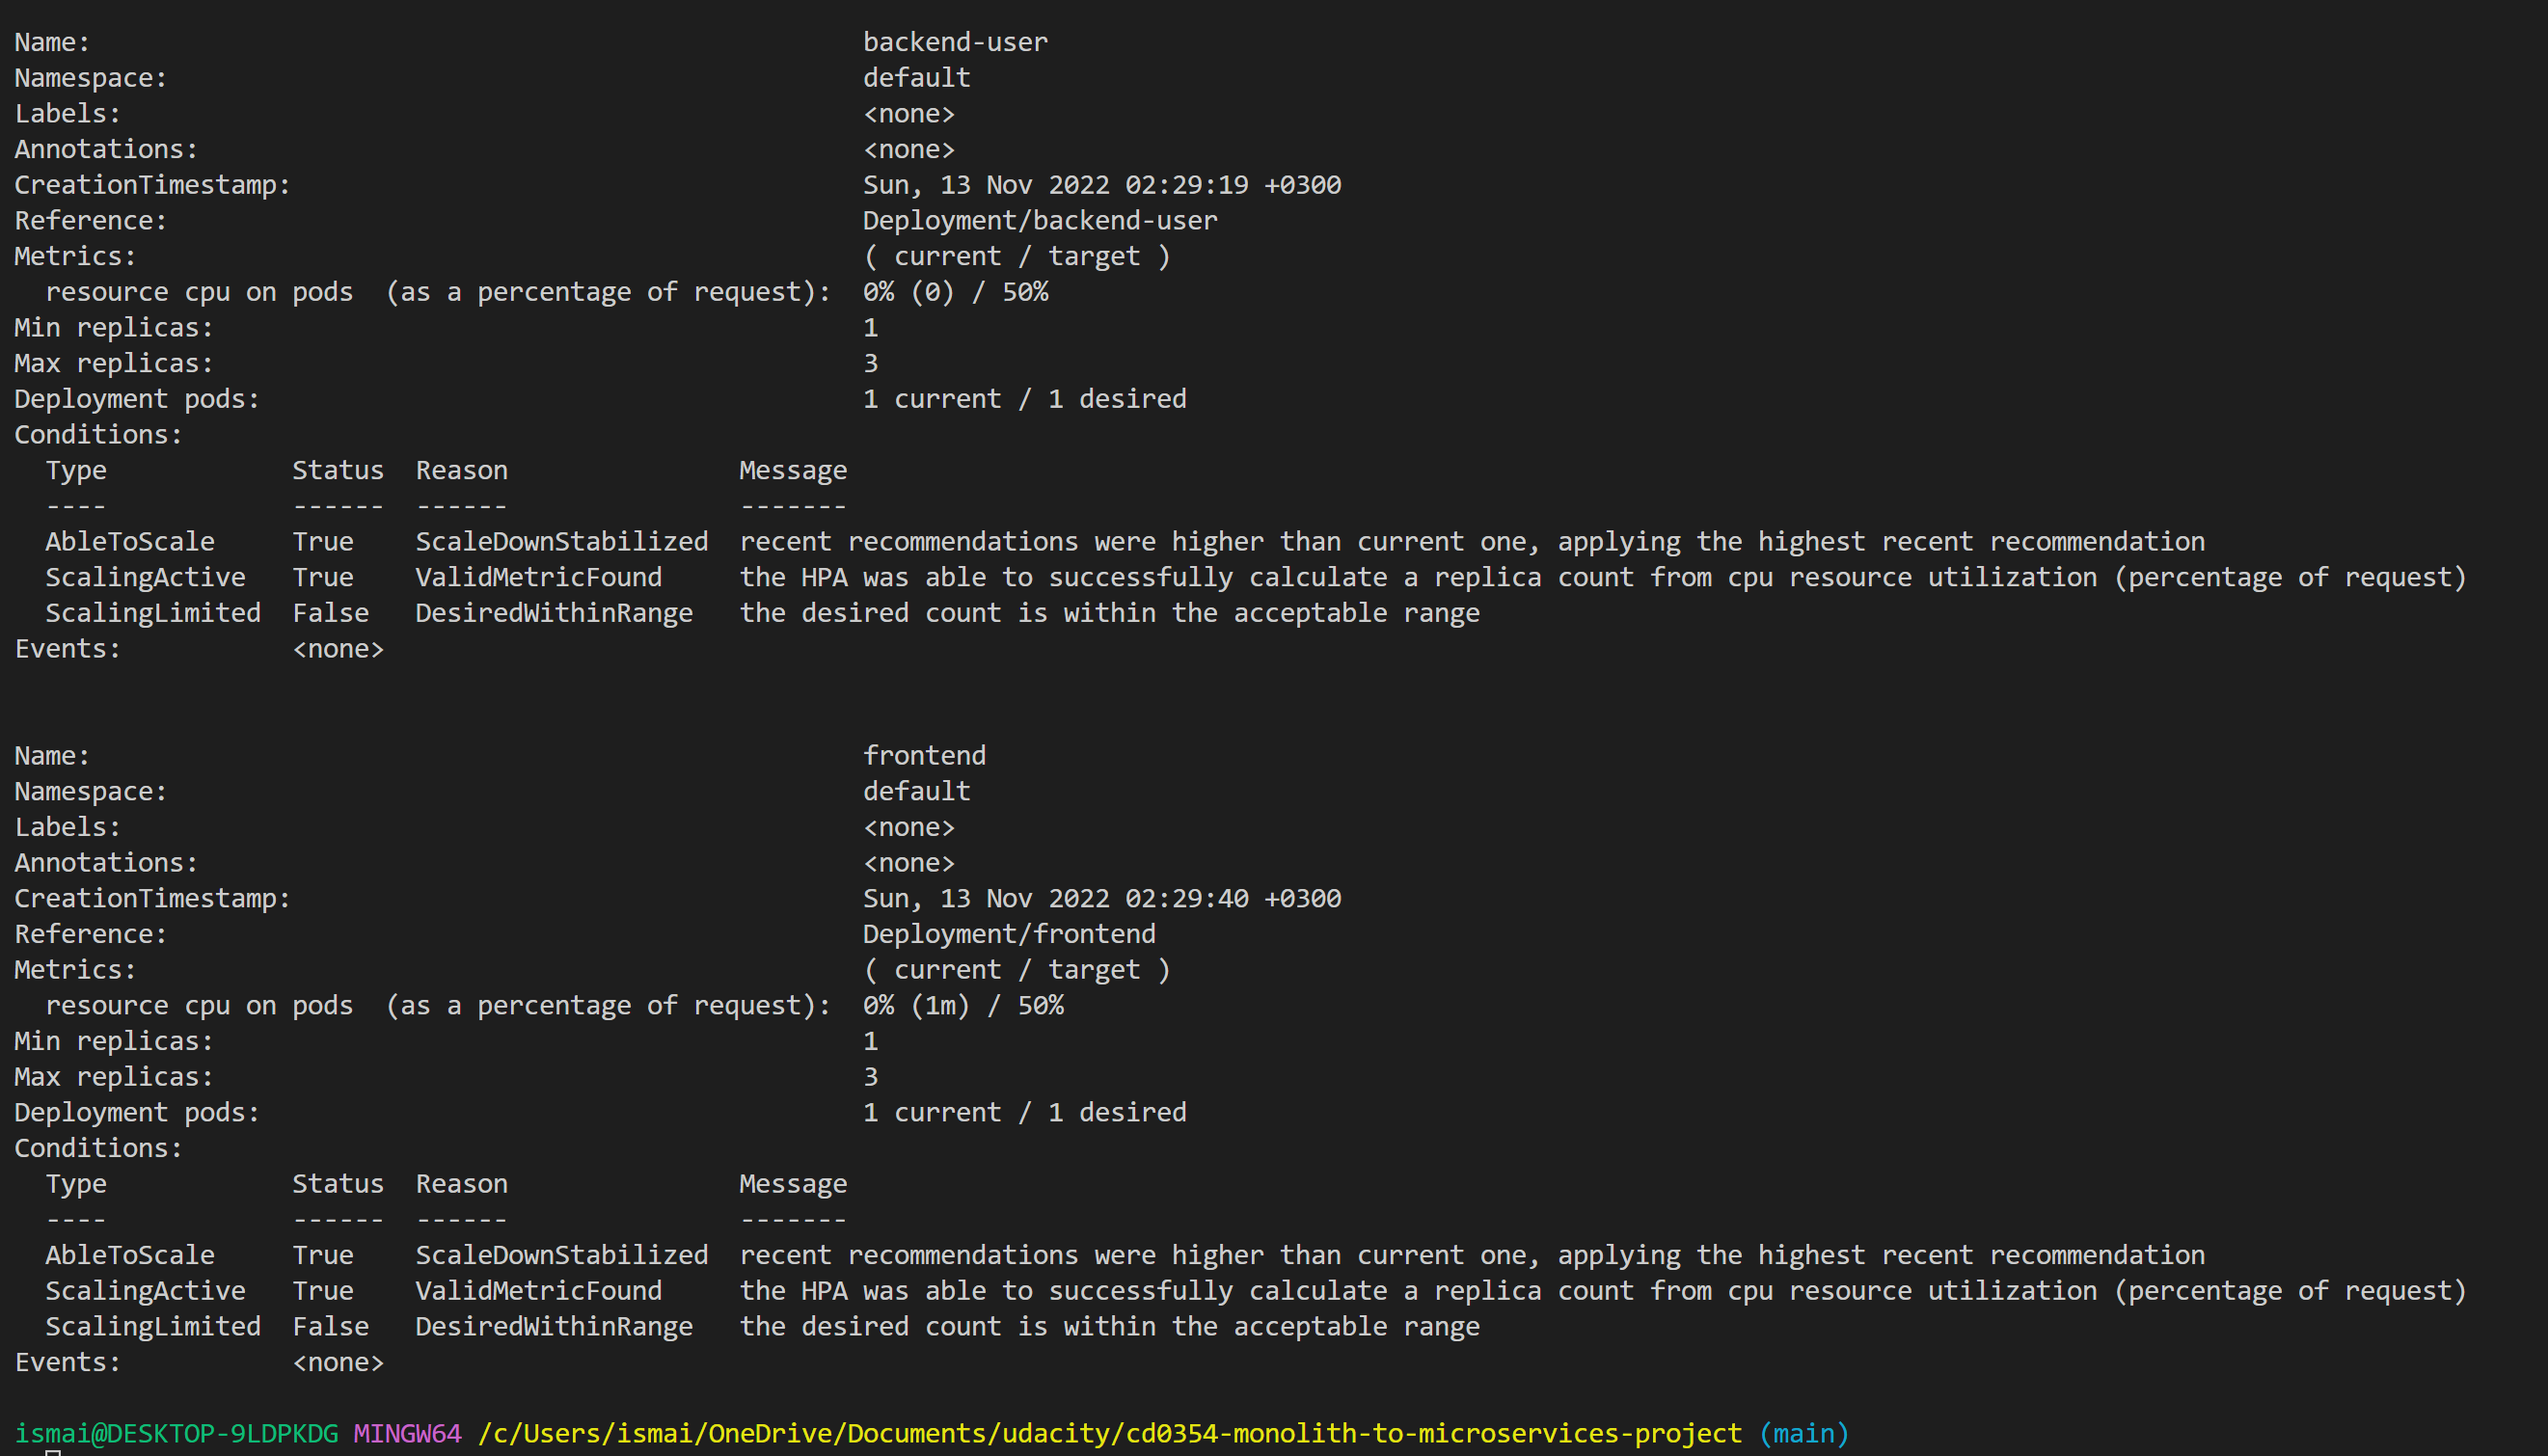 Name:                                                  backend-user
Namespace:                                             default
Labels:                                                <none>
Annotations:                                           <none>
CreationTimestamp:                                     Sun, 13 Nov 2022 02:29:19 +0300
Reference:                                             Deployment/backend-user
Metrics:                                               ( current / target )
  resource cpu on pods  (as a percentage of request):  0% (0) / 50%
Min replicas:                                          1
Max replicas:                                          3
Deployment pods:                                       1 current / 1 desired
Conditions:
  Type            Status  Reason               Message
  ----            ------  ------               -------
  AbleToScale     True    ScaleDownStabilized  recent recommendations were higher than current one, applying the highest recent recommendation
  ScalingActive   True    ValidMetricFound     the HPA was able to successfully calculate a replica count from cpu resource utilization (percentage of request)
  ScalingLimited  False   DesiredWithinRange   the desired count is within the acceptable range
Events:           <none>
Name:                                                  frontend
Namespace:                                             default
Labels:                                                <none>
Annotations:                                           <none>
CreationTimestamp:                                     Sun, 13 Nov 2022 02:29:40 +0300
Reference:                                             Deployment/frontend
Metrics:                                               ( current / target )
  resource cpu on pods  (as a percentage of request):  0% (1m) / 50%
Min replicas:                                          1
Max replicas:                                          3
Deployment pods:                                       1 current / 1 desired
Conditions:
  Type            Status  Reason               Message
  ----            ------  ------               -------
  AbleToScale     True    ScaleDownStabilized  recent recommendations were higher than current one, applying the highest recent recommendation
  ScalingActive   True    ValidMetricFound     the HPA was able to successfully calculate a replica count from cpu resource utilization (percentage of request)
  ScalingLimited  False   DesiredWithinRange   the desired count is within the acceptable range
Events:           <none>
ismai@DESKTOP-9LDPKDG MINGW64 /c/Users/ismai/OneDrive/Documents/udacity/cd0354-monolith-to-microservices-project (main)